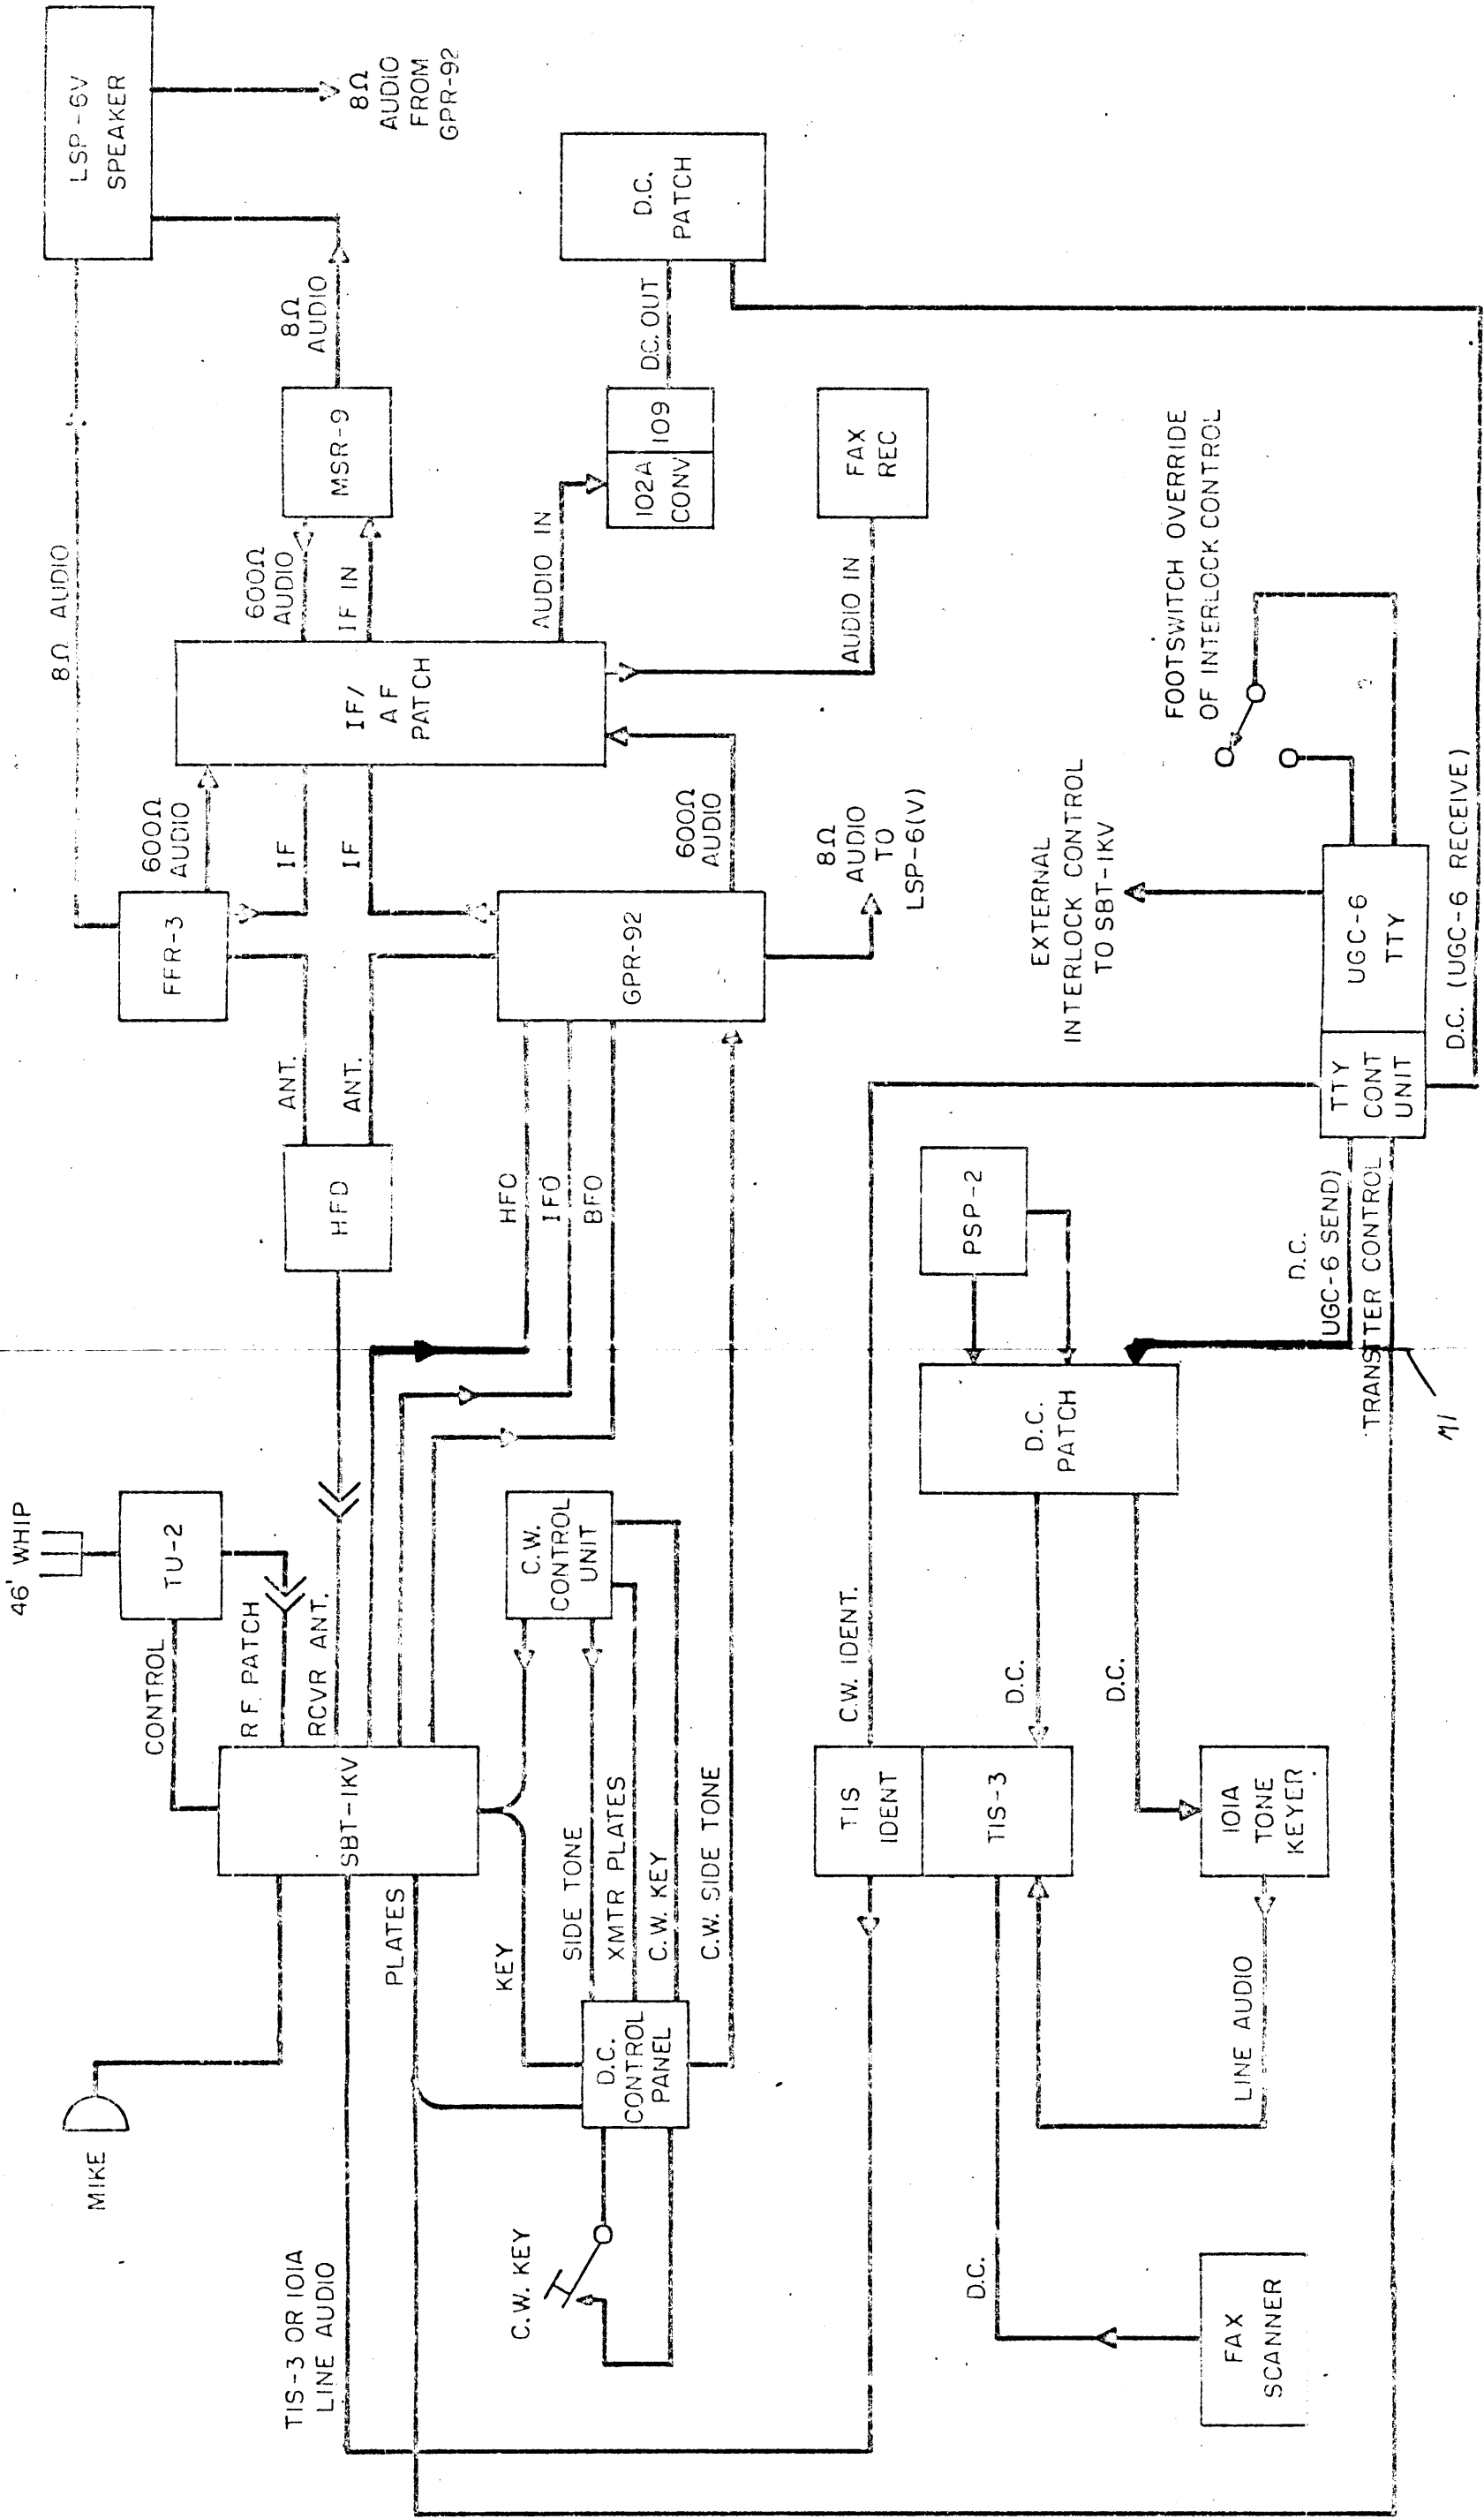 46' WHIP
TU-2
CONTROL
R F. PATCH
RCVR ANT.
MIKE
SBT-1KV
TIS-3 OR 101A
LINE AUDIO
PLATES
KEY
SIDE TONE
XMTR PLATES
C.W. KEY
C.W. SIDE TONE
C.W.
CONTROL
UNIT
D.C.
CONTROL
PANEL
C.W. KEY
HFD
ANT.
ANT.
HFO
IFO
BFO
FFR-3
8Ω AUDIO
600Ω
AUDIO
IF
IF
GPR-92
600Ω
AUDIO
8Ω
AUDIO
TO
LSP-6(V)
IF/
AF
PATCH
600Ω
AUDIO
IF IN
MSR-9
8Ω
AUDIO
LSP-6V
SPEAKER
8Ω
AUDIO
FROM
GPR-92
AUDIO IN
102A
CONV
109
D.C. OUT
D.C.
PATCH
AUDIO IN
FAX
REC
FOOTSWITCH OVERRIDE
OF INTERLOCK CONTROL
EXTERNAL
INTERLOCK CONTROL
TO SBT-1KV
UGC-6
TTY
TTY
CONT
UNIT
D.C. (UGC-6 RECEIVE)
D.C.
UGC-6 SEND)
TRANSTTER CONTROL
MI
PSP-2
D.C.
PATCH
C.W. IDENT.
D.C.
D.C.
TIS
IDENT
TIS-3
101A
TONE
KEYER
LINE AUDIO
D.C.
FAX
SCANNER